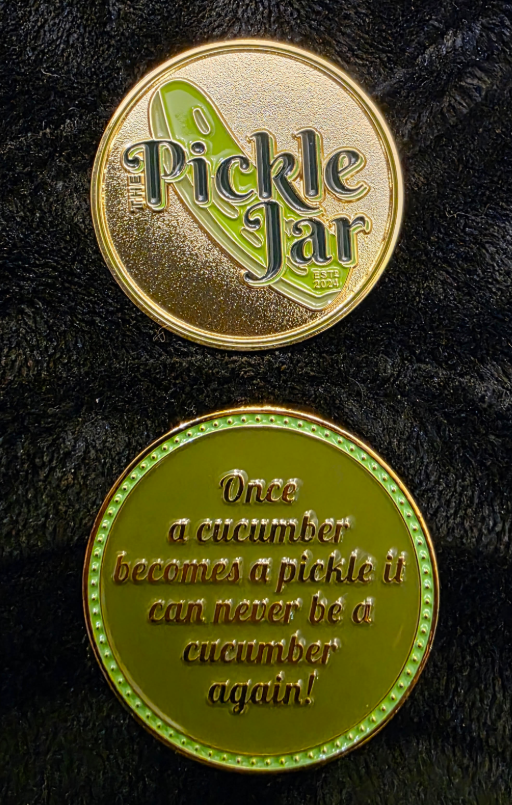 THE
Pickle
Jar
ESTD
2024
Once
a cucumber
becomes a pickle it
can never be a
cucumber
again!